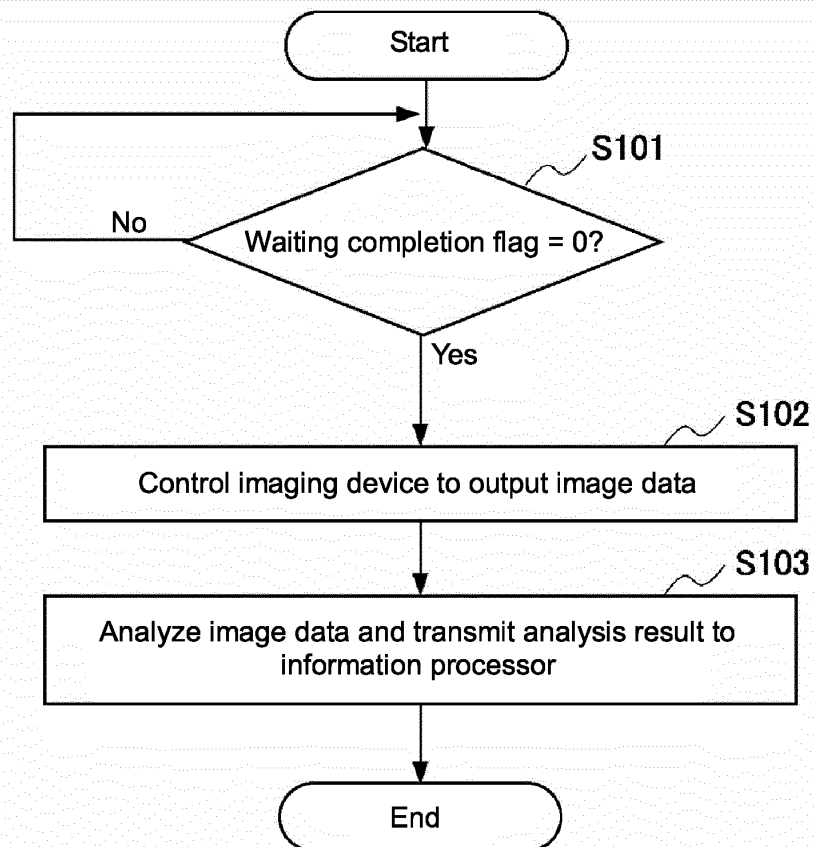 Start
S101
No
Waiting completion flag = 0?
Yes
S102
Control imaging device to output image data
S103
Analyze image data and transmit analysis result to
information processor
End